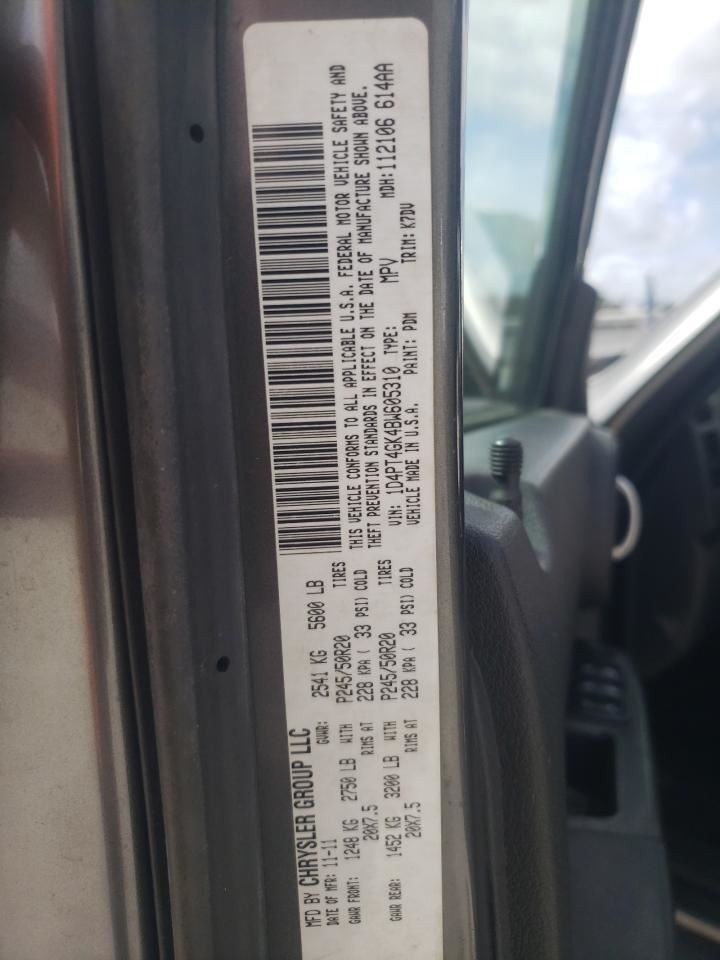 MFD BY CHRYSLER GROUP LLC
DATE OF MFR: 11-11 GVWR: 2541 KG 5600 LB
GAWR FRONT: 1248 KG 2750 LB WITH P245/50R20 TIRES
20X7.5 RIMS AT 228 KPA ( 33 PSI) COLD
GAWR REAR: 1452 KG 3200 LB WITH P245/50R20 TIRES
20X7.5 RIMS AT 228 KPA ( 33 PSI) COLD
THIS VEHICLE CONFORMS TO ALL APPLICABLE U.S.A. FEDERAL MOTOR VEHICLE SAFETY AND
THEFT PREVENTION STANDARDS IN EFFECT ON THE DATE OF MANUFACTURE SHOWN ABOVE.
VIN: 1D4PT4GK4BW605310 TYPE: MPV MDH: 112106 614AA
VEHICLE MADE IN U.S.A. PAINT: PDM TRIM: K7DV